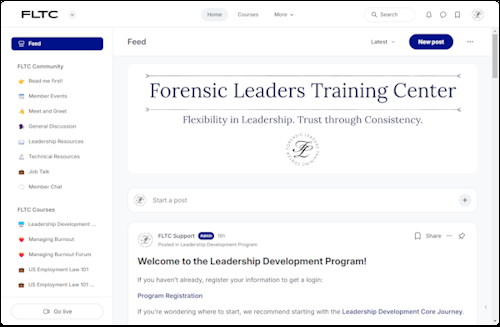 FLTC
Home
Courses
More
Search
Feed
FLTC Community
Read me first!
Member Events
Meet and Greet
General Discussion
Leadership Resources
Technical Resources
Job Talk
Member Chat
FLTC Courses
Leadership Development ...
Managing Burnout
Managing Burnout Forum
US Employment Law 101
US Employment Law 101 ...
Go live
Feed
Latest
New post
Forensic Leaders Training Center
Flexibility in Leadership. Trust through Consistency.
Start a post
FLTC Support ADMIN
Posted in Leadership Development Program
Share
Welcome to the Leadership Development Program!
If you haven't already, register your information to get a login:
Program Registration
If you're wondering where to start, we recommend starting with the Leadership Development Core Journey.